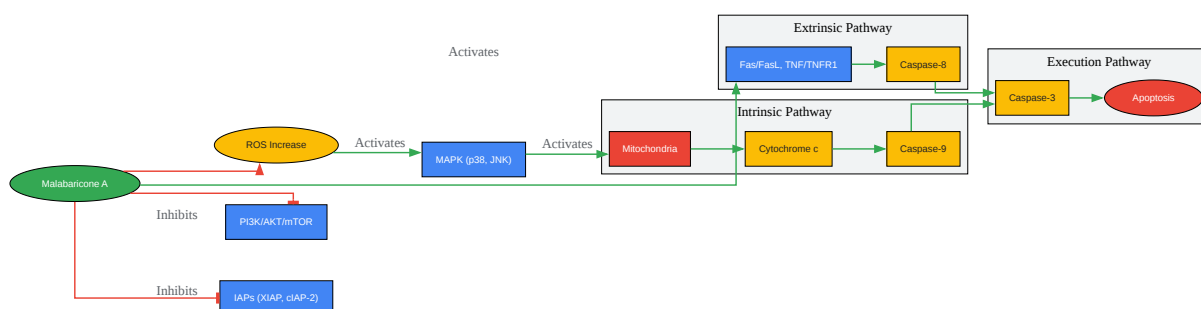 Extrinsic Pathway
Activates
Fas/FasL, TNF/TNFR1
Caspase-8
Execution Pathway
Caspase-3
Apoptosis
Intrinsic Pathway
ROS Increase
Activates
MAPK (p38, JNK)
Activates
Mitochondria
Cytochrome c
Caspase-9
Malabaricone A
Inhibits
PI3K/AKT/mTOR
Inhibits
IAPs (XIAP, cIAP-2)